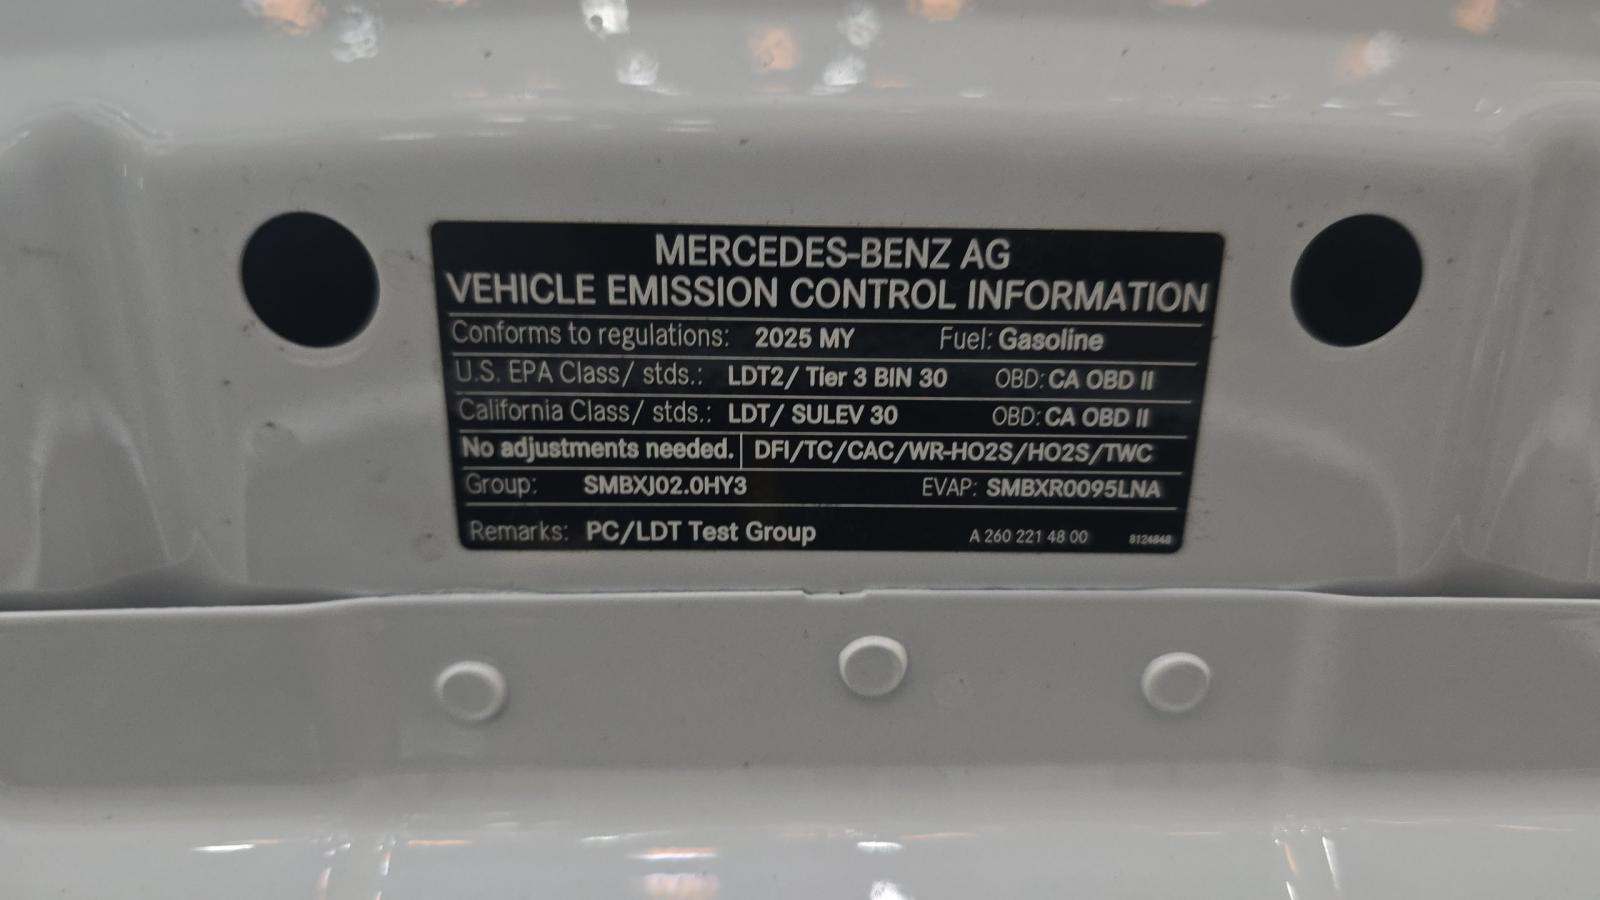 MERCEDES-BENZ AG
VEHICLE EMISSION CONTROL INFORMATION
Conforms to regulations: 2025 MY Fuel: Gasoline
U.S. EPA Class/ stds.: LDT2/ Tier 3 BIN 30 OBD: CA OBD II
California Class/ stds.: LDT/ SULEV 30 OBD: CA OBD II
No adjustments needed. DFI/TC/CAC/WR-HO2S/HO2S/TWC
Group: SMBXJ02.0HY3 EVAP: SMBXR0095LNA
Remarks: PC/LDT Test Group A 260 221 48 00 8124848